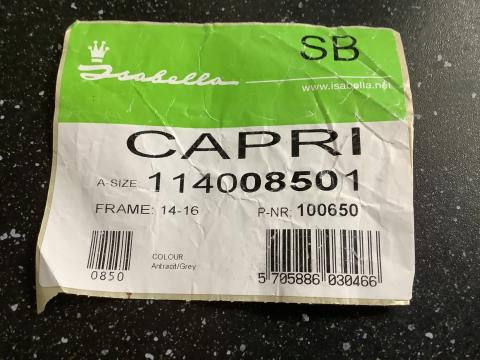 SB
Isabella
www.isabella.net
CAPRI
A-SIZE: 114008501
FRAME: 14-16 P-NR: 100650
COLOUR
Antracit/Grey
0850
5 705886 030466